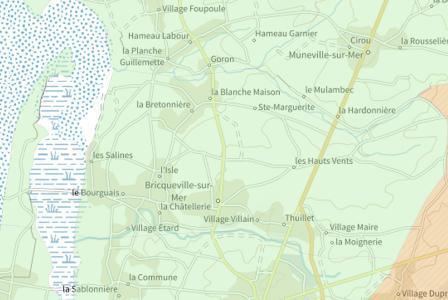 Village Foupoule
Hameau Labour
Hameau Garnier
Cirou
la Rousseliè
la Planche
Guillemette
Goron
Muneville-sur-Mer
la Blanche Maison
le Mulambec
la Bretonnière
Ste-Marguerite
la Hardonnière
les Salines
les Hauts Vents
l'Isle
Bricqueville-sur-
Mer
le Bourguais
la Châtellerie
Village Villain
Thuillet
Village Étard
Village Maire
la Moignerie
la Commune
la Sablonnière
Village Dupr